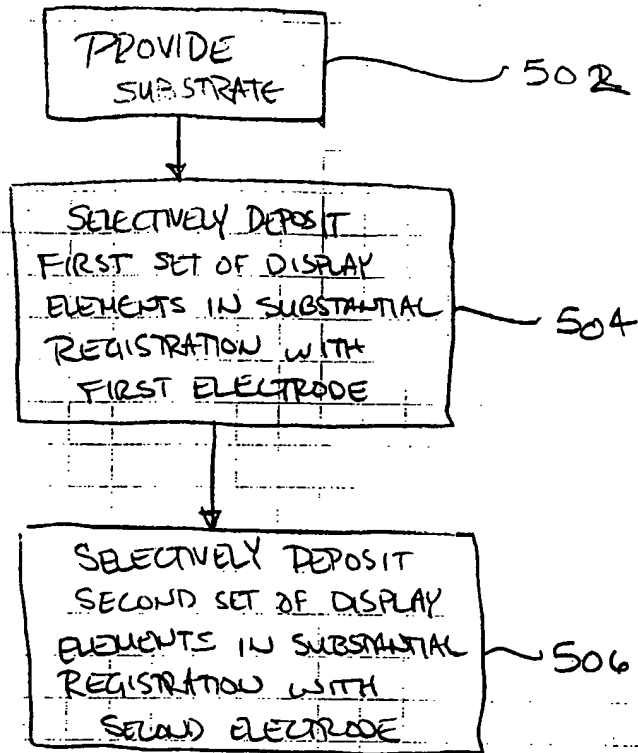 PROVIDE
SUBSTRATE
502
SELECTIVELY DEPOSIT
FIRST SET OF DISPLAY
ELEMENTS IN SUBSTANTIAL
REGISTRATION WITH
FIRST ELECTRODE
504
SELECTIVELY DEPOSIT
SECOND SET OF DISPLAY
ELEMENTS IN SUBSTANTIAL
REGISTRATION WITH
SECOND ELECTRODE
506